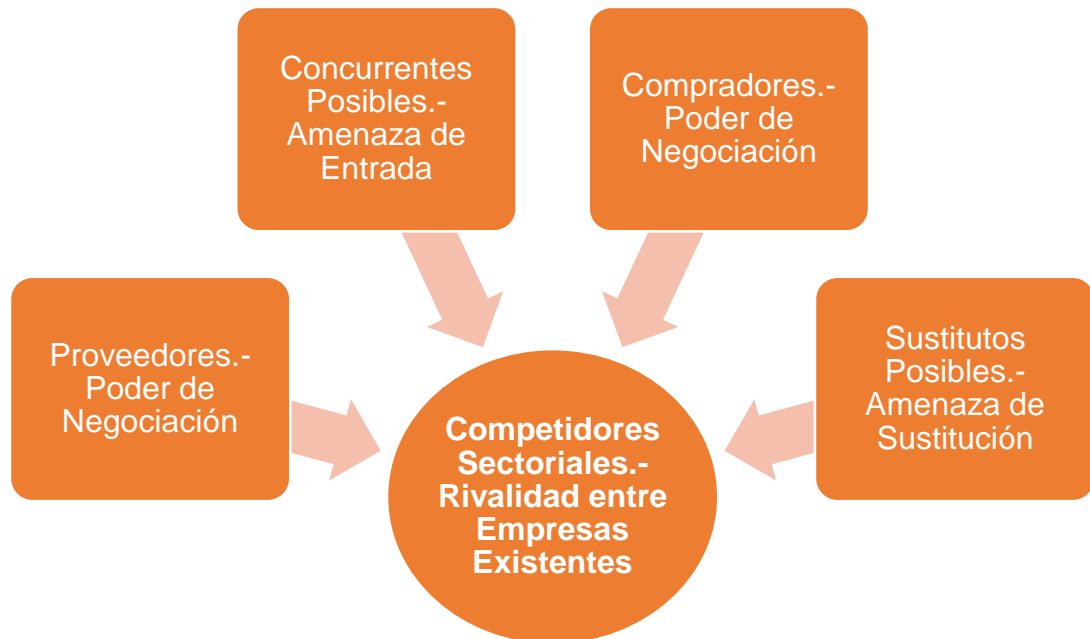 Concurrentes
Posibles.-
Amenaza de
Entrada
Compradores.-
Poder de
Negociación
Proveedores.-
Poder de
Negociación
Sustitutos
Posibles.-
Amenaza de
Sustitución
Competidores
Sectoriales.-
Rivalidad entre
Empresas
Existentes